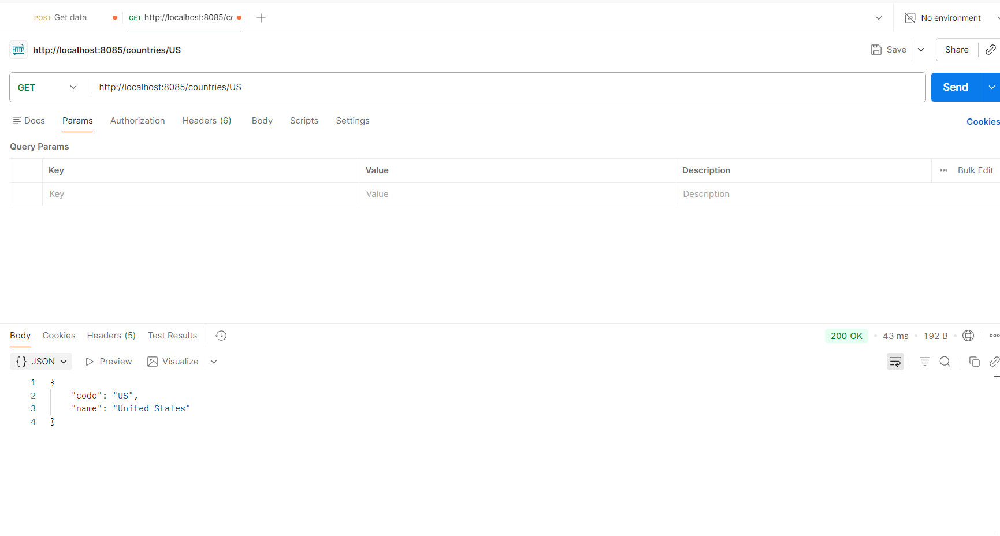 POST Get data GET http://localhost:8085/cc No environment
HTTP http://localhost:8085/countries/US Save Share
GET http://localhost:8085/countries/US Send
Docs Params Authorization Headers (6) Body Scripts Settings Cookies
Query Params
Key Value Description Bulk Edit
Key Value Description
Body Cookies Headers (5) Test Results 200 OK 43 ms 192 B
{} JSON Preview Visualize
1 {
2 "code": "US",
3 "name": "United States"
4 }